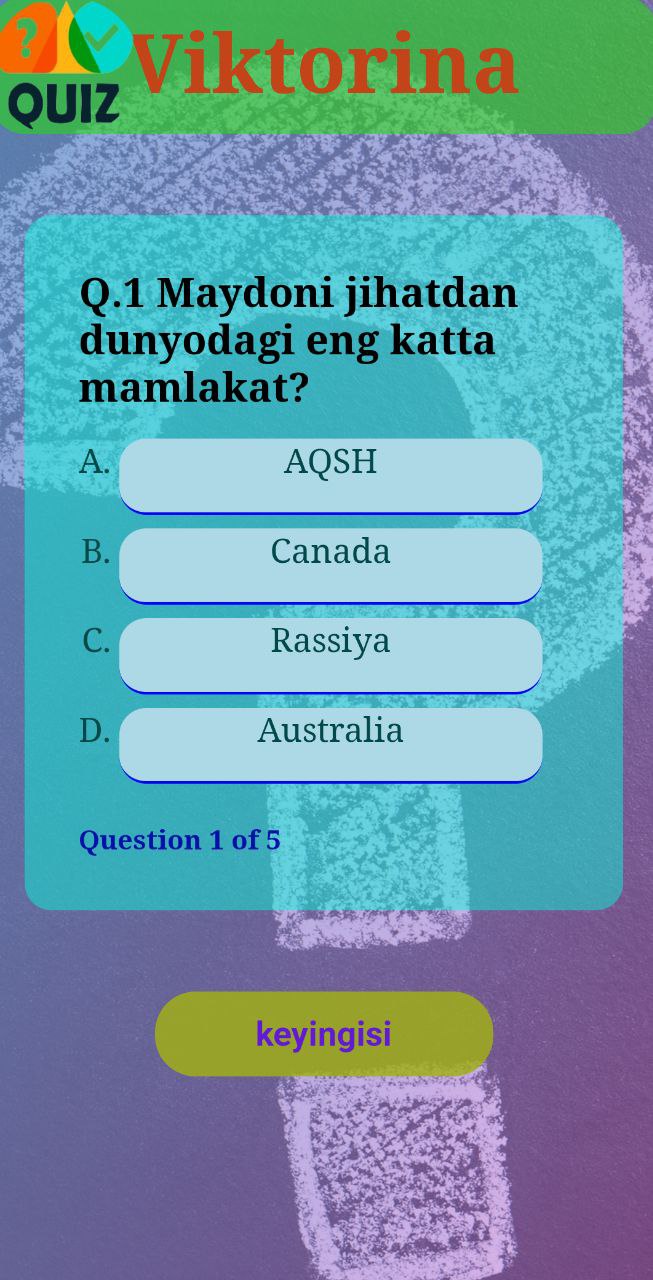 QUIZ
Viktorina
Q.1 Maydoni jihatdan
dunyodagi eng katta
mamlakat?
A. AQSH
B. Canada
C. Rassiya
D. Australia
Question 1 of 5
keyingisi